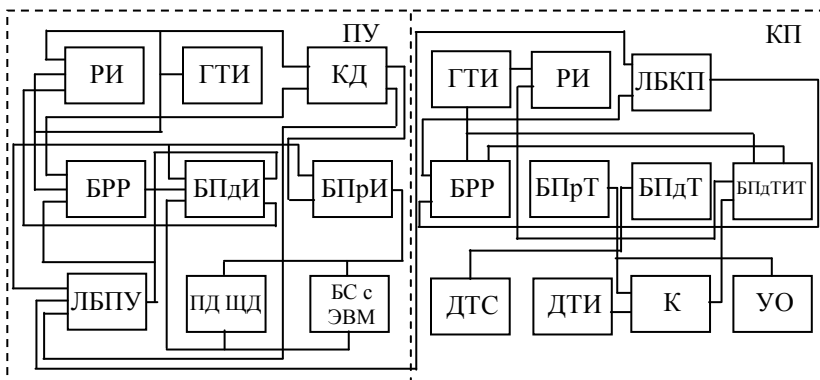 ПУ
КП
РИ
ГТИ
КД
ГТИ
РИ
ЛБКП
БРР
БПдИ
БПрИ
БРР
БПрТ
БПдТ
БПдТИТ
ЛБПУ
ПД ЩД
БС с
ЭВМ
ДТС
ДТИ
К
УО